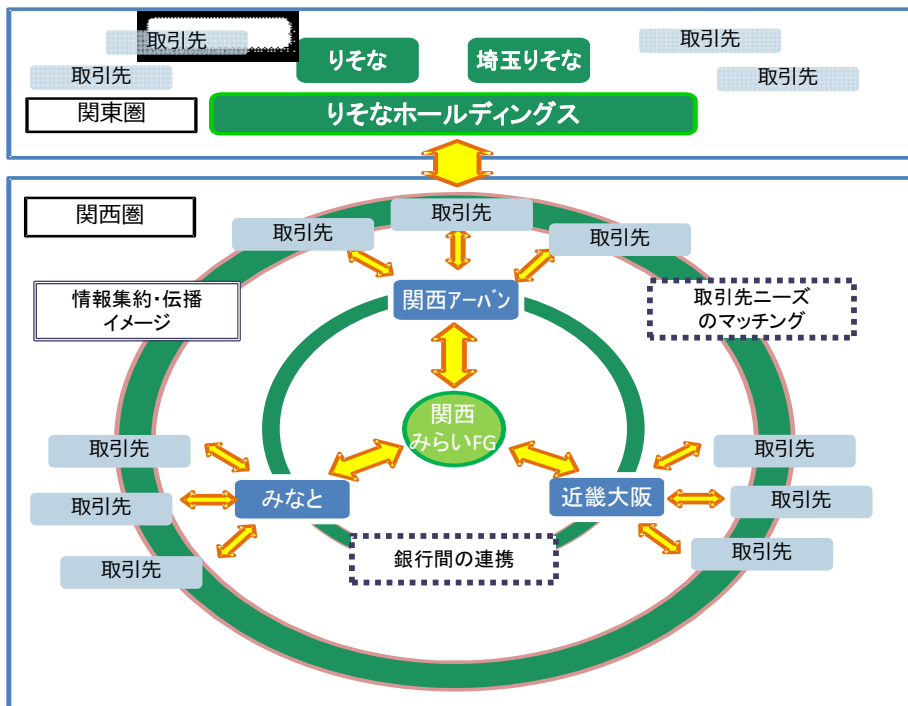 取引先
りそな
埼玉りそな
取引先
取引先
取引先
関東圏
りそなホールディングス
関西圏
取引先
取引先
取引先
情報集約・伝播
イメージ
関西アーバン
取引先ニーズ
のマッチング
関西
みらいFG
取引先
取引先
みなと
近畿大阪
取引先
取引先
取引先
銀行間の連携
取引先